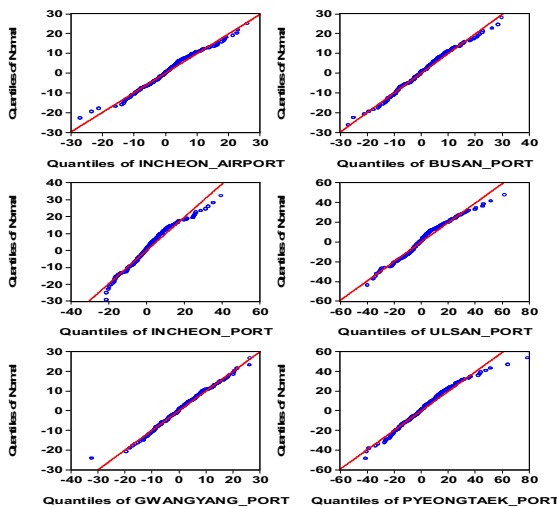 30
20
10
0
-10
-20
-30
-30 -20 -10 0 10 20 30
Quantiles of Normal
Quantiles of INCHEON_AIRPORT
30
20
10
0
-10
-20
-30
-30 -20 -10 0 10 20 30
Quantiles of Normal
Quantiles of BUSAN_PORT
40
30
20
10
0
-10
-20
-30
-40 -20 0 20 40 60
Quantiles of Normal
Quantiles of INCHEON_PORT
60
40
20
0
-20
-40
-60
-60 -40 -20 0 20 40 60 80
Quantiles of Normal
Quantiles of ULSAN_PORT
30
20
10
0
-10
-20
-30
-40 -30 -20 -10 0 10 20 30
Quantiles of Normal
Quantiles of GWANGYANG_PORT
60
40
20
0
-20
-40
-60
-60 -40 -20 0 20 40 60 80
Quantiles of Normal
Quantiles of PYEONGTAEK_PORT